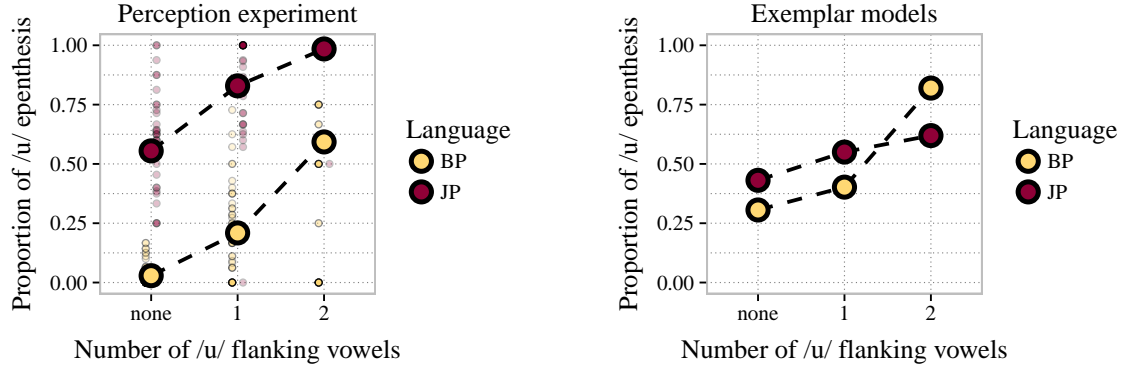 Perception experiment
Proportion of /u/ epenthesis
1.00
0.75
0.50
0.25
0.00
none 1 2
Number of /u/ flanking vowels
Language
BP
JP
Exemplar models
Proportion of /u/ epenthesis
1.00
0.75
0.50
0.25
0.00
none 1 2
Number of /u/ flanking vowels
Language
BP
JP